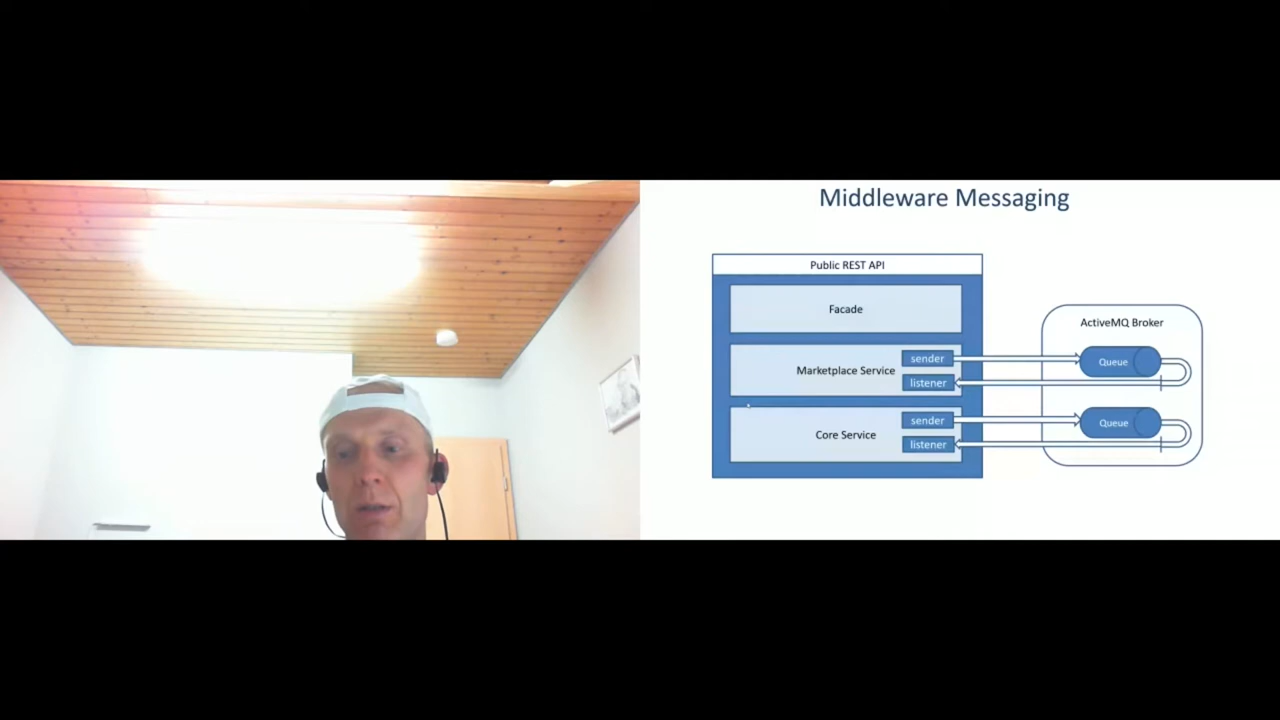 Middleware Messaging
Public REST API
Facade
ActiveMQ Broker
sender
Queue
Marketplace Service
listener
sender
Queue
Core Service
listener